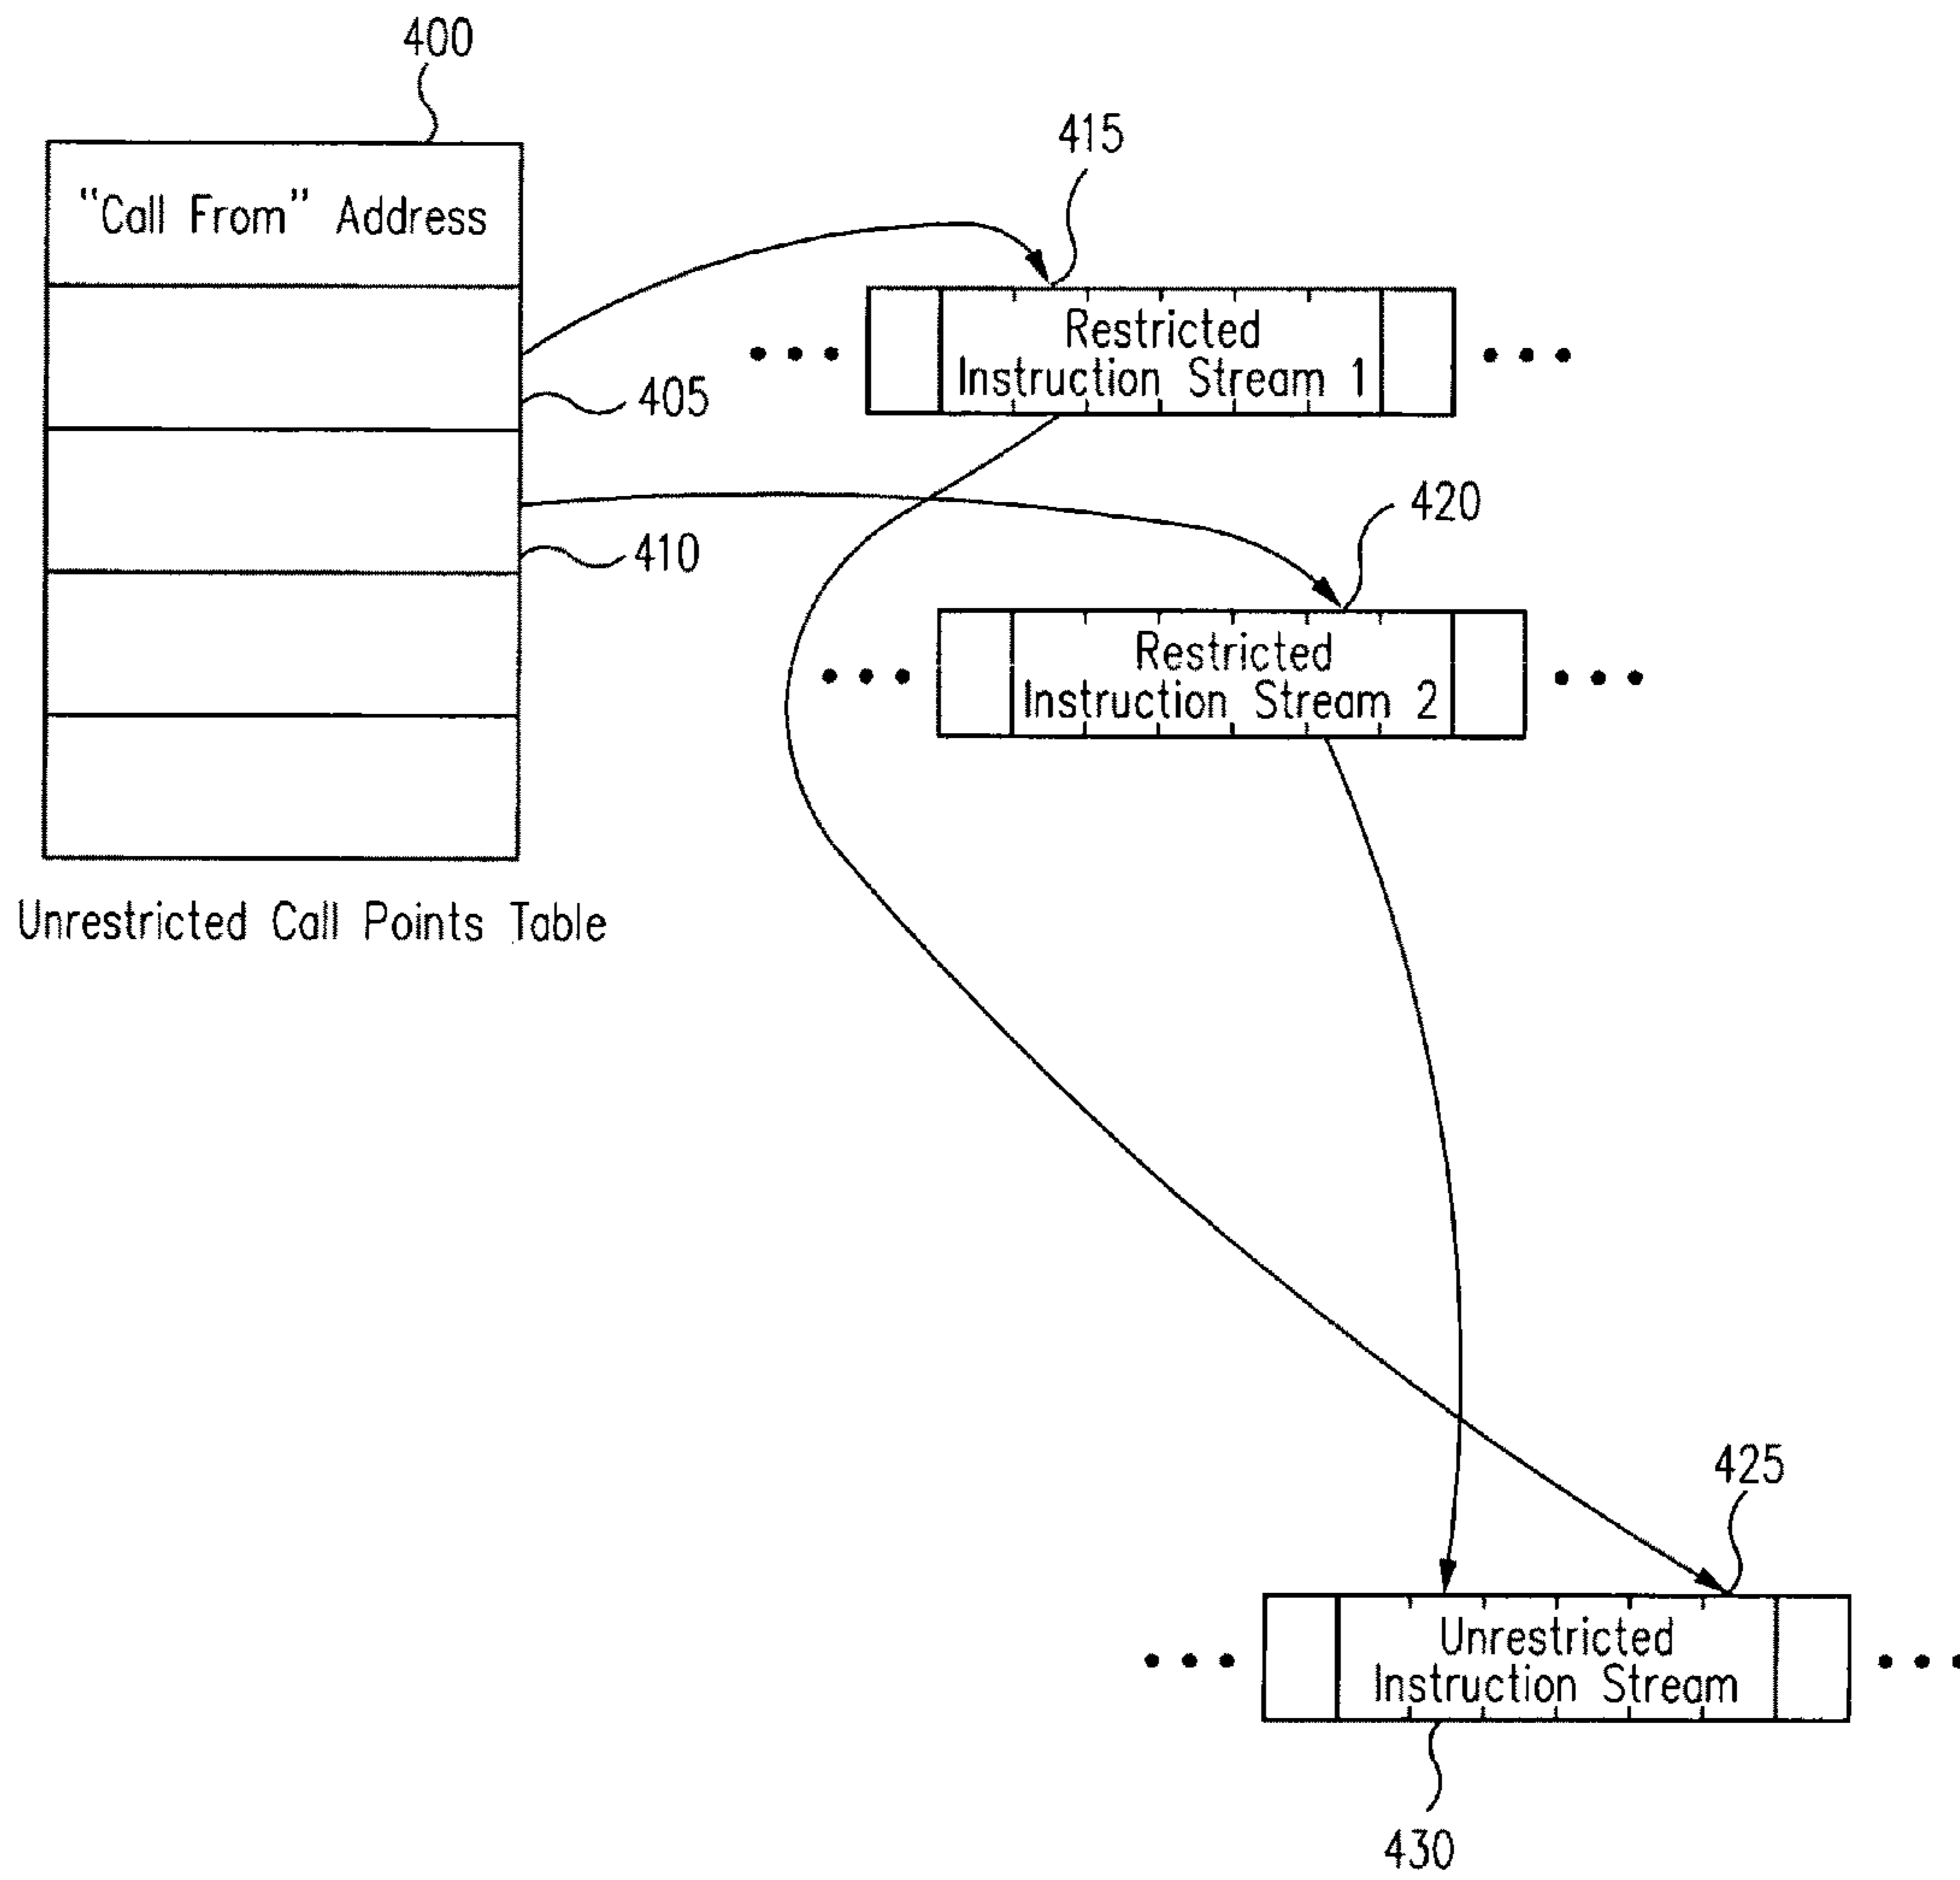 400
"Call From" Address
415
Restricted
Instruction Stream 1
405
420
410
Restricted
Instruction Stream 2
Unrestricted Call Points Table
425
Unrestricted
Instruction Stream
430